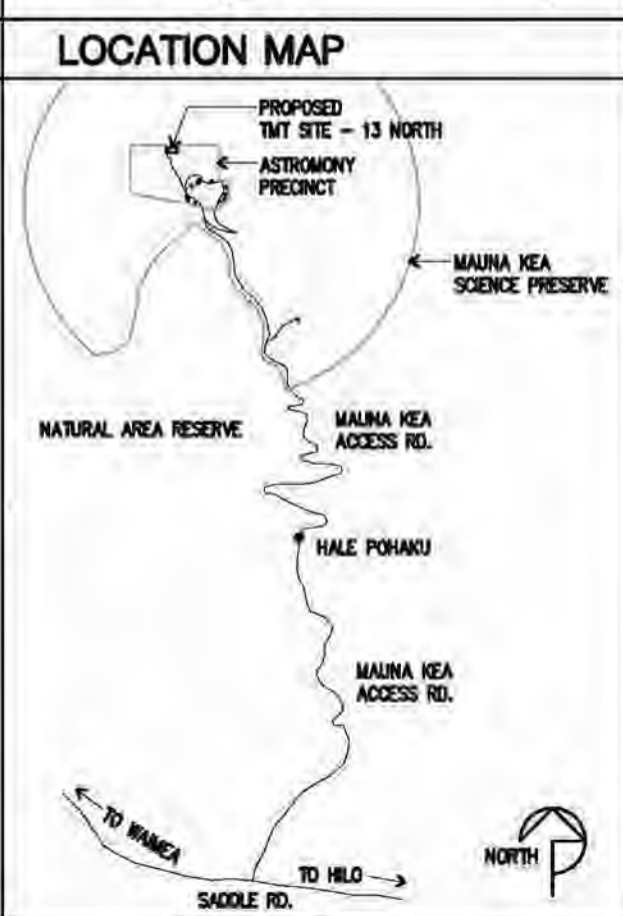 LOCATION MAP
PROPOSED
TMT SITE - 13 NORTH
ASTROMONY
PRECINCT
MAUNA KEA
SCIENCE PRESERVE
NATURAL AREA RESERVE
MAUNA KEA
ACCESS RD.
HALE POHAKU
MAUNA KEA
ACCESS RD.
TO WAIMEA
NORTH
TO HILO
SADDLE RD.